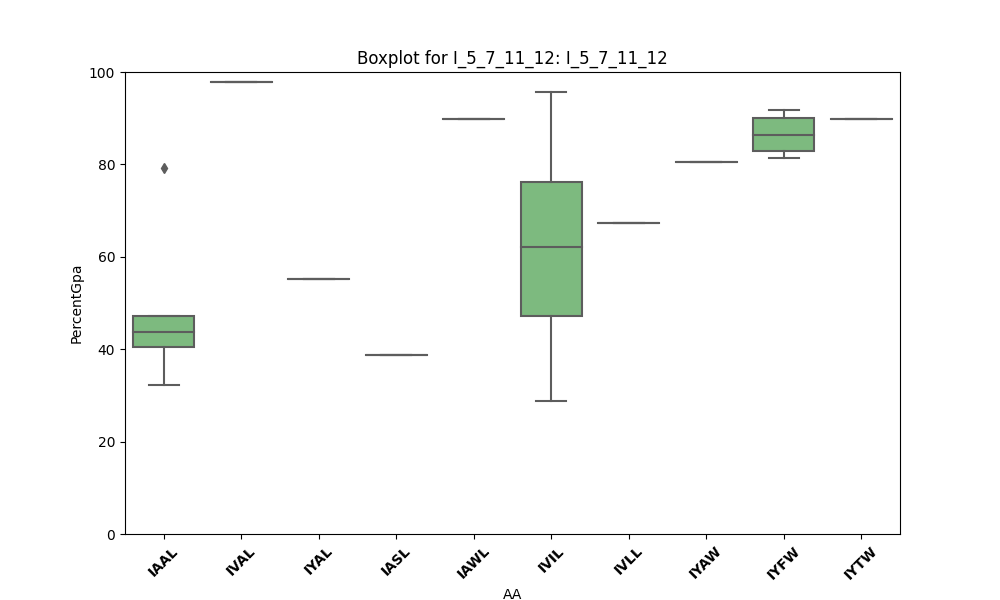 Boxplot for I_5_7_11_12: I_5_7_11_12
100
80
60
40
20
0
PercentGpa
IAAL IVAL IYAL IASL IAWL IVIL IVLL IYAW IYFW IYTW
AA